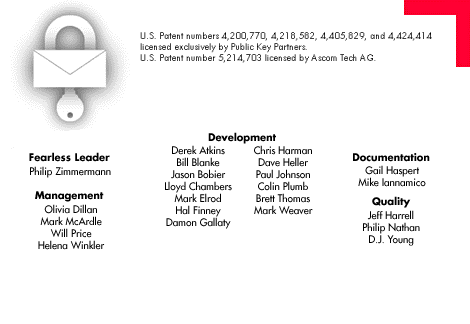 U.S. Patent numbers 4,200,770, 4,218,582, 4,405,829, and 4,424,414
licensed exclusively by Public Key Partners.
U.S. Patent number 5,214,703 licensed by Ascom Tech AG.
Fearless Leader
Philip Zimmermann
Management
Olivia Dillan
Mark McArdle
Will Price
Helena Winkler
Development
Derek Atkins
Bill Blanke
Jason Bobier
Lloyd Chambers
Mark Elrod
Hal Finney
Damon Gallaty
Chris Harman
Dave Heller
Paul Johnson
Colin Plumb
Brett Thomas
Mark Weaver
Documentation
Gail Haspert
Mike Iannamico
Quality
Jeff Harrell
Philip Nathan
D.J. Young